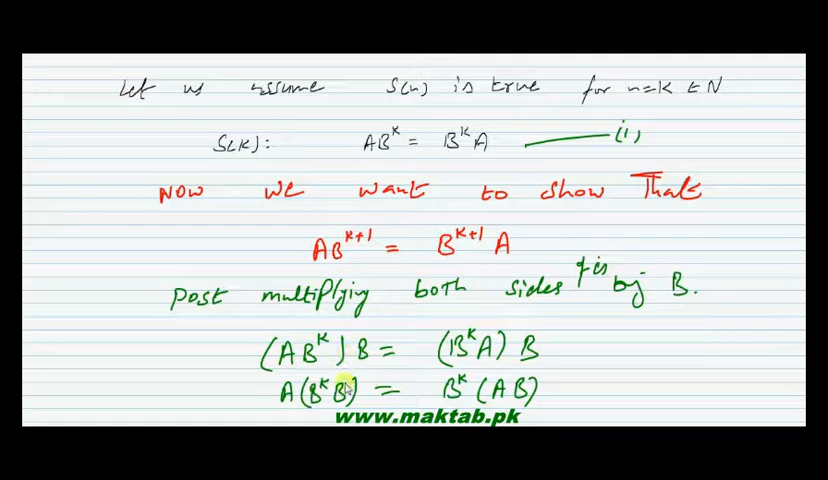 Let us assume S(n) is true for n=k ∈ N
S(K): AB^k = B^k A ——— (i)
Now we want to show That
AB^{k+1} = B^{k+1} A
Post multiplying both sides of (i) by B.
(AB^k) B = (B^k A) B
A(B^k B) = B^k (AB)
www.maktab.pk